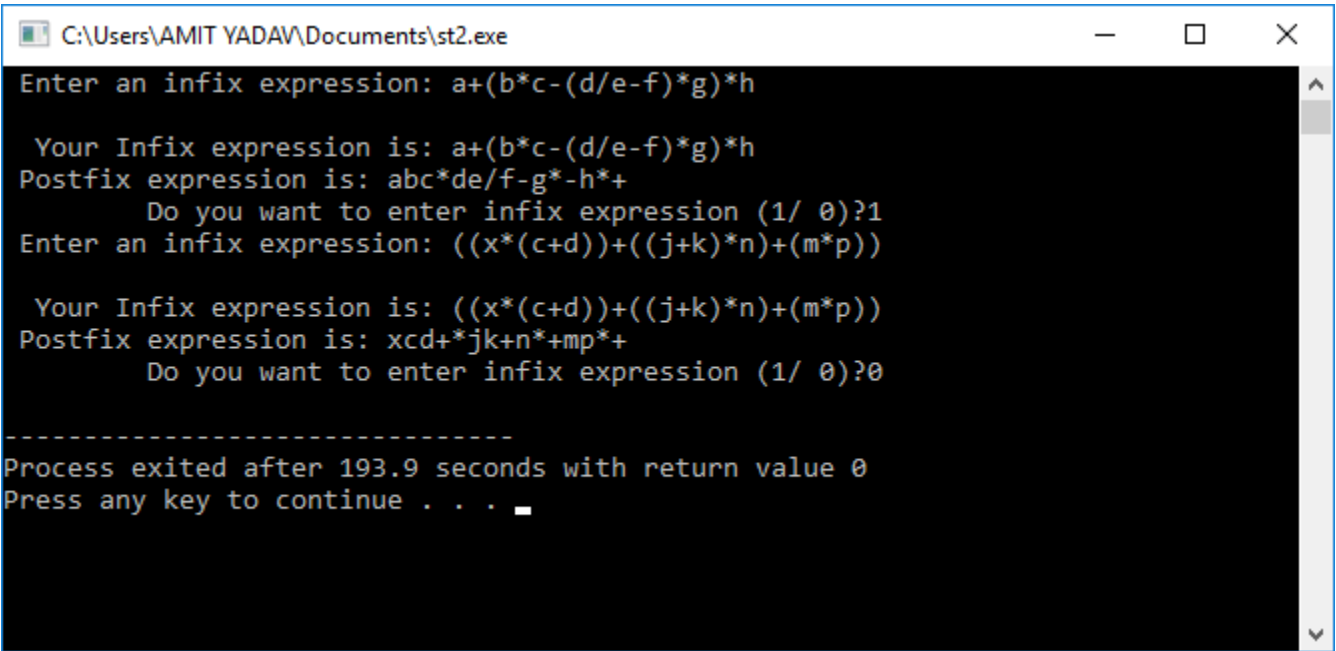 C:\Users\AMIT YADAV\Documents\st2.exe
Enter an infix expression: a+(b*c-(d/e-f)*g)*h
Your Infix expression is: a+(b*c-(d/e-f)*g)*h
Postfix expression is: abc*de/f-g*-h*+
Do you want to enter infix expression (1/ 0)?1
Enter an infix expression: ((x*(c+d))+((j+k)*n)+(m*p))
Your Infix expression is: ((x*(c+d))+((j+k)*n)+(m*p))
Postfix expression is: xcd+*jk+n*+mp*+
Do you want to enter infix expression (1/ 0)?0
--------------------------------
Process exited after 193.9 seconds with return value 0
Press any key to continue . . .